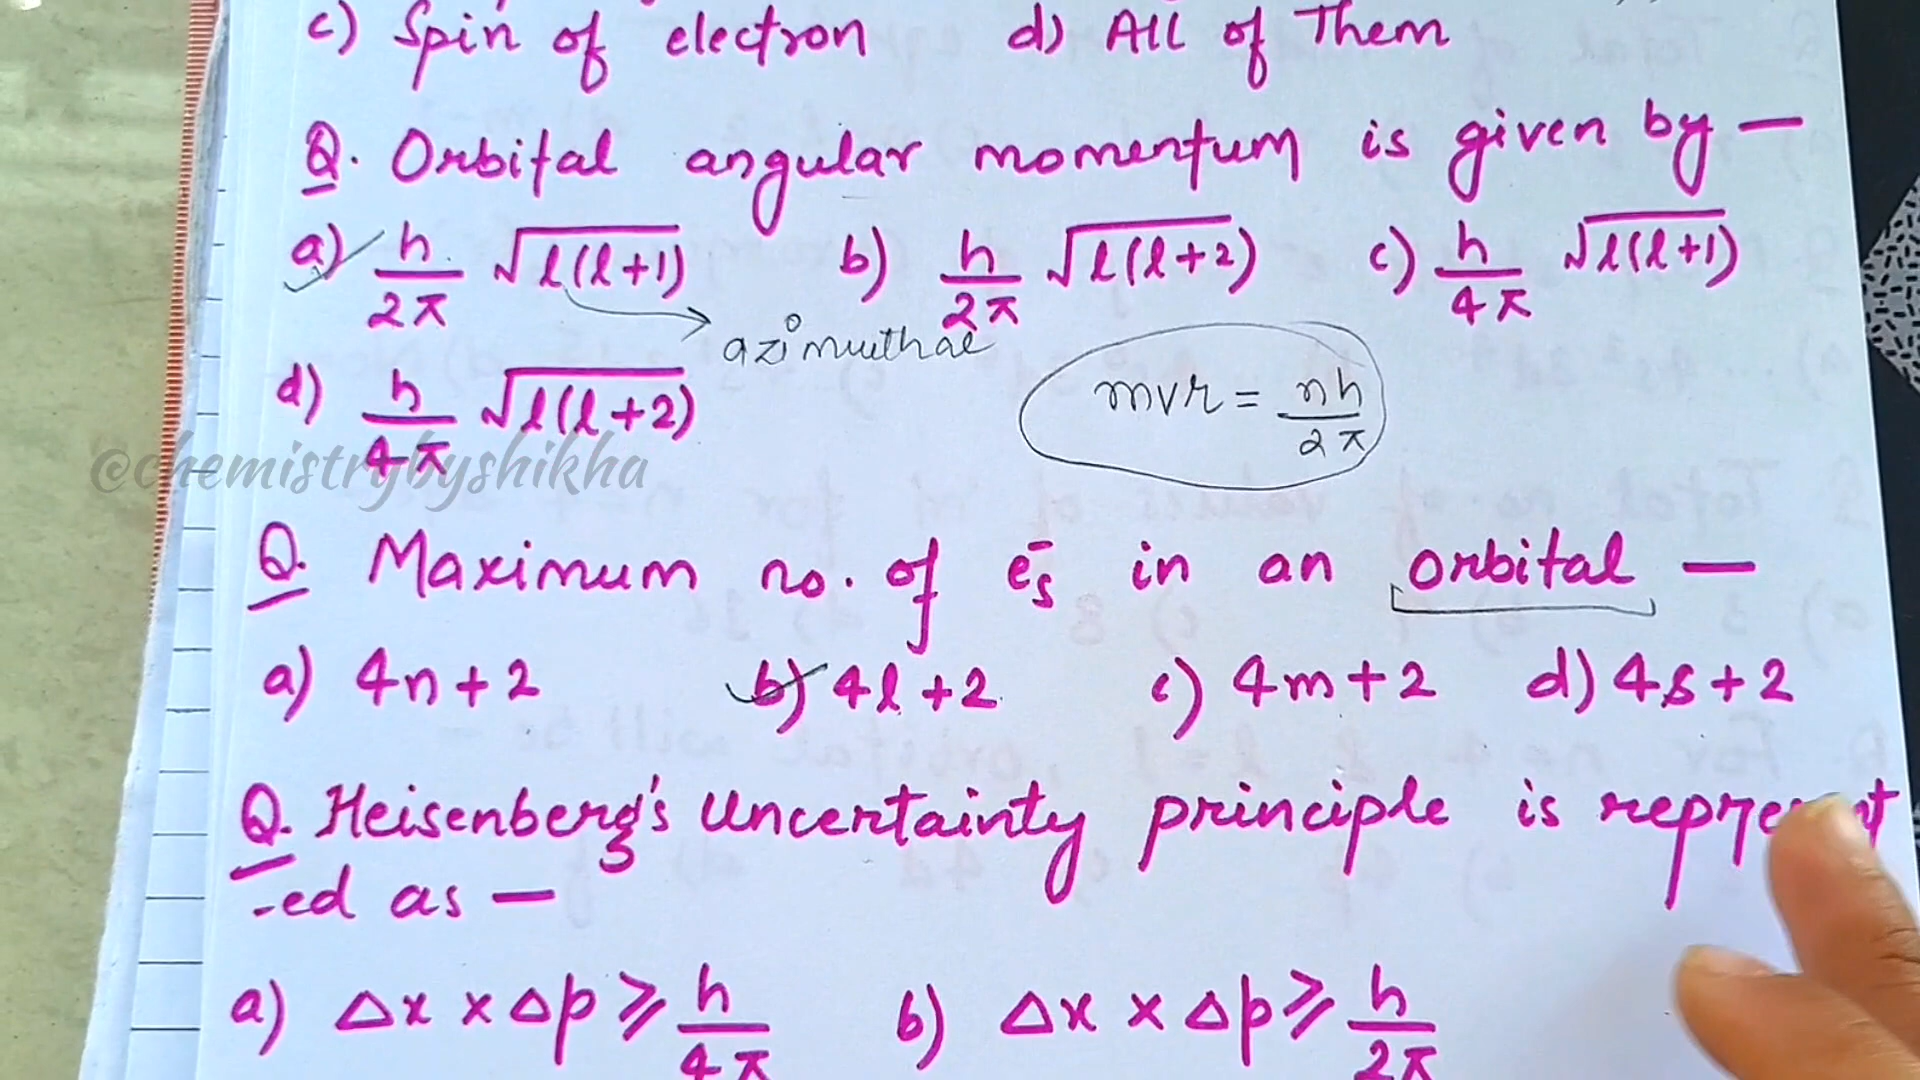 c) Spin of electron d) All of Them
Q. Orbital angular momentum is given by —
a) h/2π √l(l+1) b) h/2π √l(l+2) c) h/4π √l(l+1)
azimuthal
d) h/4π √l(l+2) mvr = nh/2π
@chemistrybyshikha
Q. Maximum no. of e⁻s in an orbital —
a) 4n+2 b) 4l+2 c) 4m+2 d) 4s+2
Q. Heisenberg's Uncertainty principle is represent
-ed as —
a) Δx × Δp ≥ h/4π b) Δx × Δp ≥ h/2π